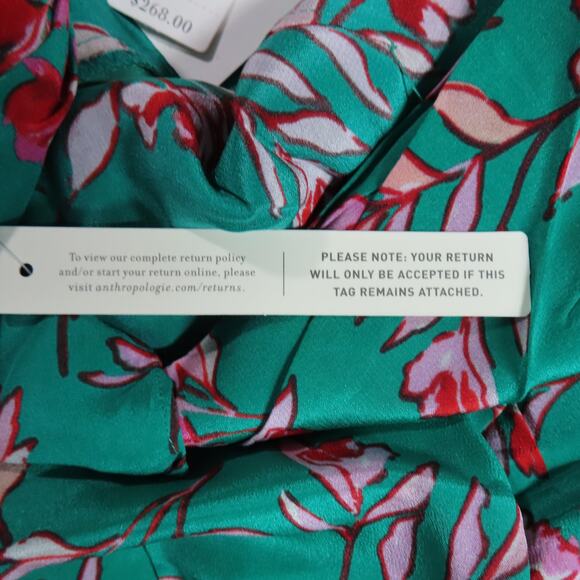 $268.00
To view our complete return policy
and/or start your return online, please
visit anthropologie.com/returns.
PLEASE NOTE: YOUR RETURN
WILL ONLY BE ACCEPTED IF THIS
TAG REMAINS ATTACHED.